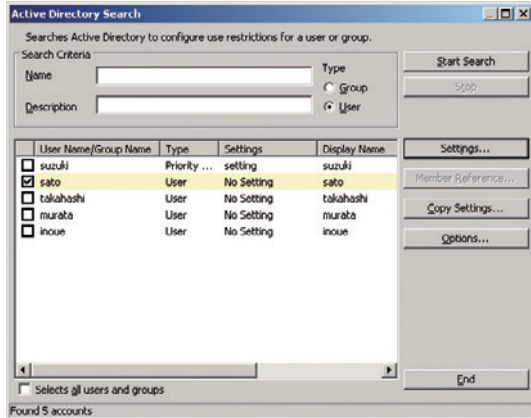 Active Directory Search
Searches Active Directory to configure use restrictions for a user or group.
Search Criteria
Name
Description
Type
Group
User
Start Search
Stop
User Name/Group Name Type Settings Display Name
suzuki Priority ... setting suzuki
sato User No Setting sato
takahashi User No Setting takahashi
murata User No Setting murata
inoue User No Setting inoue
Settings...
Member Reference...
Copy Settings...
Options...
End
Selects all users and groups
Found 5 accounts